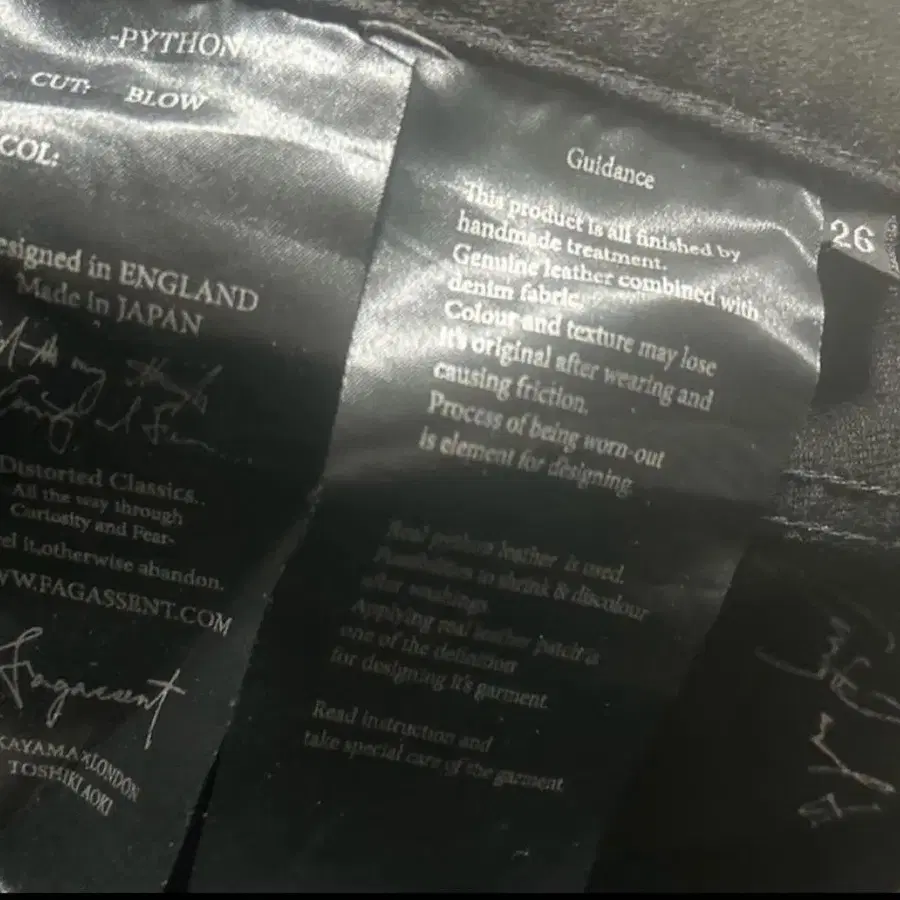 -PYTHON
CUT: BLOW
COL:
esigned in ENGLAND
Made in JAPAN
Distorted Classics.
All the way through
Curiosity and Fear-
el it,otherwise abandon.
WW.FAGASSENT.COM
Fagassent
KAYAMA×LONDON
TOSHIKI AOKI
Guidance
This product is all finished by
handmade treatment.
Genuine leather combined with
denim fabric.
Colour and texture may lose
it's original after wearing and
causing friction.
Process of being worn-out
is element for designing
Real python leather is used.
to shrink & discolour
after washings.
Applying real leather patch is
one of the definition
for designing it's garment.
Read instruction and
take special care of the garment
26